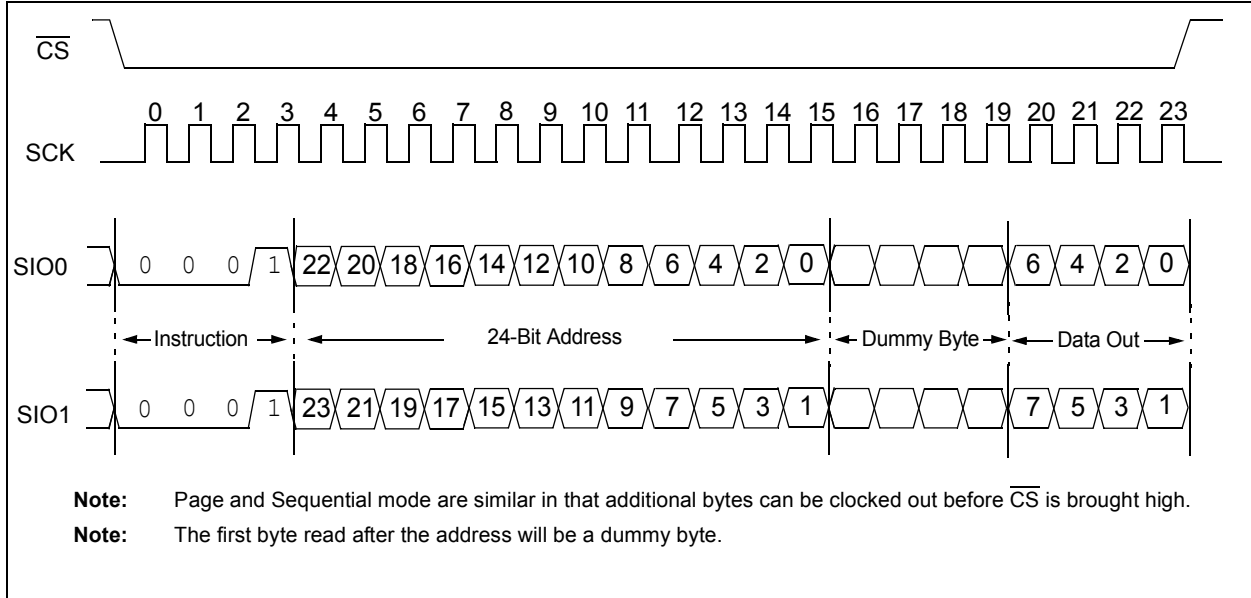 CS
0 1 2 3 4 5 6 7 8 9 10 11 12 13 14 15 16 17 18 19 20 21 22 23
SCK
SIO0 0 0 0 1 22 20 18 16 14 12 10 8 6 4 2 0 6 4 2 0
Instruction 24-Bit Address Dummy Byte Data Out
SIO1 0 0 0 1 23 21 19 17 15 13 11 9 7 5 3 1 7 5 3 1
Note: Page and Sequential mode are similar in that additional bytes can be clocked out before CS is brought high.
Note: The first byte read after the address will be a dummy byte.